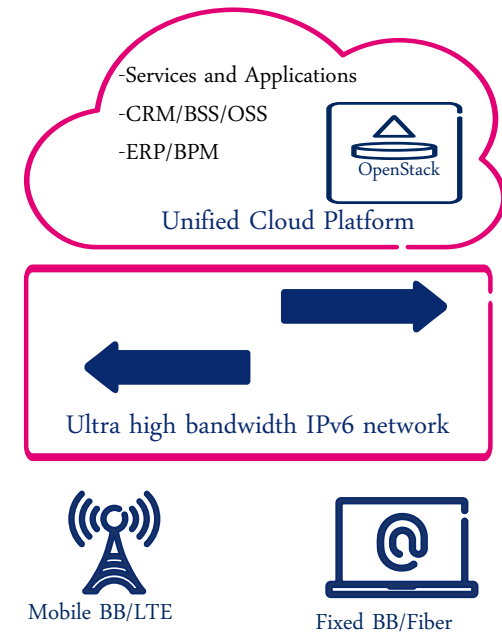 -Services and Applications
-CRM/BSS/OSS
-ERP/BPM
OpenStack
Unified Cloud Platform
Ultra high bandwidth IPv6 network
@
Mobile BB/LTE
Fixed BB/Fiber